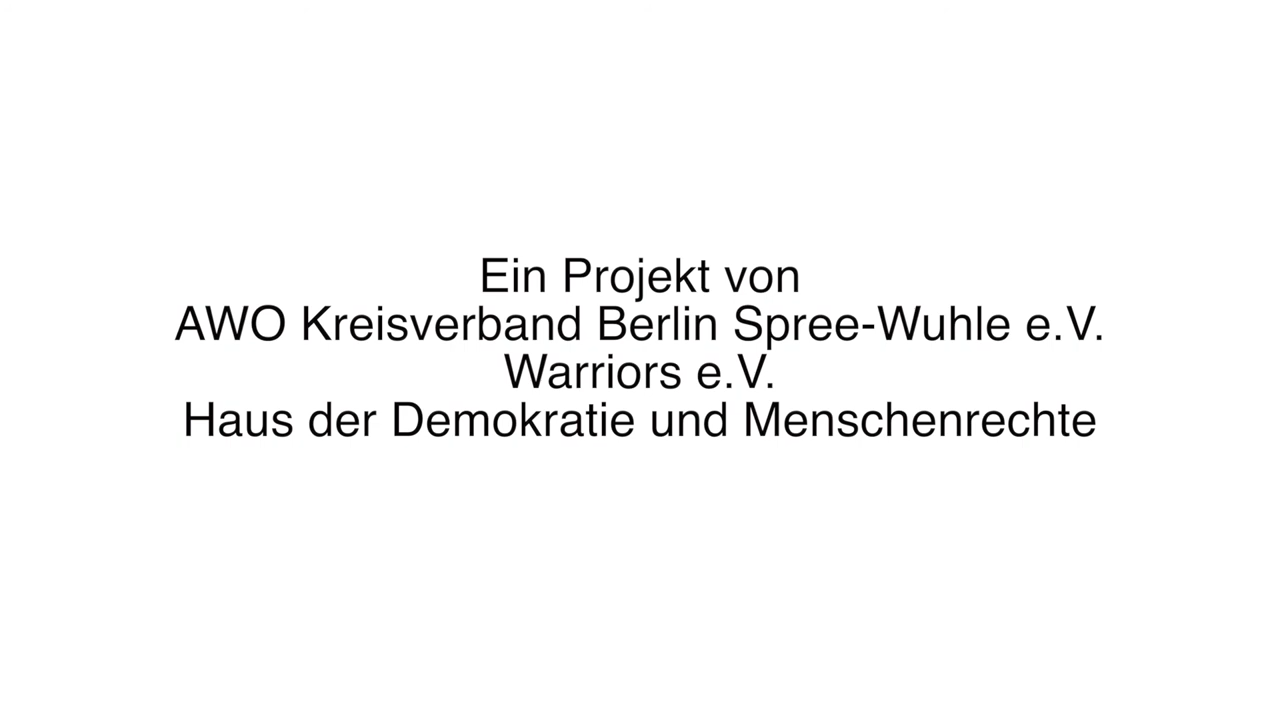 Ein Projekt von
AWO Kreisverband Berlin Spree-Wuhle e.V.
Warriors e.V.
Haus der Demokratie und Menschenrechte